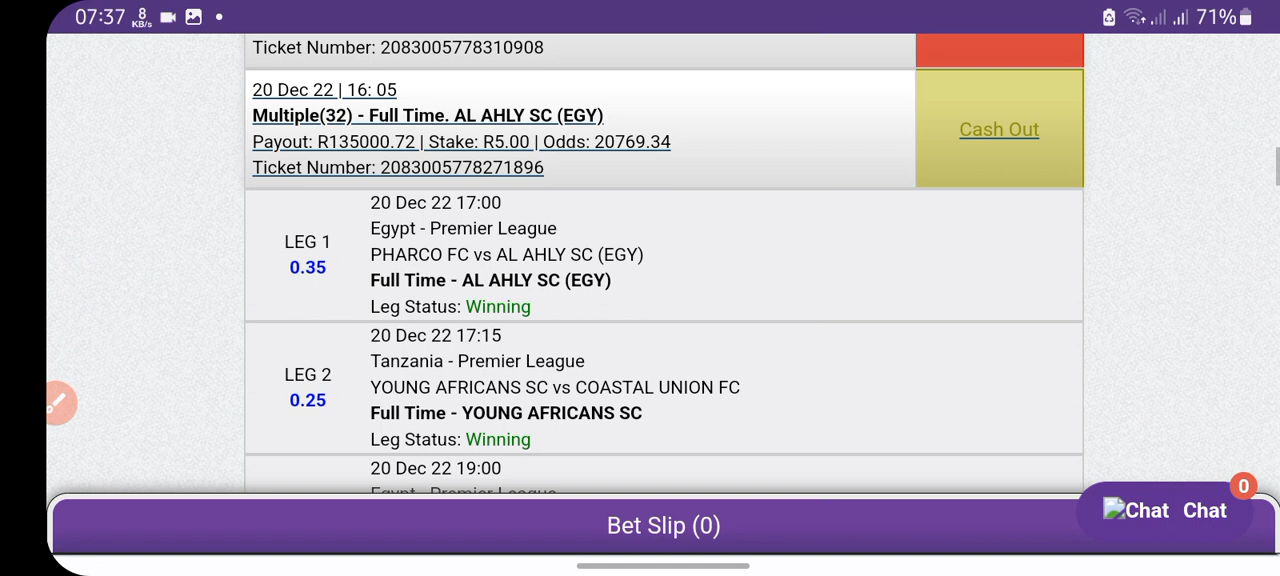 07:37 8 KB/s 71%
Ticket Number: 2083005778310908
20 Dec 22 | 16: 05
Multiple(32) - Full Time. AL AHLY SC (EGY)
Payout: R135000.72 | Stake: R5.00 | Odds: 20769.34
Ticket Number: 2083005778271896
Cash Out
LEG 1
0.35
20 Dec 22 17:00
Egypt - Premier League
PHARCO FC vs AL AHLY SC (EGY)
Full Time - AL AHLY SC (EGY)
Leg Status: Winning
LEG 2
0.25
20 Dec 22 17:15
Tanzania - Premier League
YOUNG AFRICANS SC vs COASTAL UNION FC
Full Time - YOUNG AFRICANS SC
Leg Status: Winning
20 Dec 22 19:00
Egypt - Premier League
Bet Slip (0)
Chat Chat
0